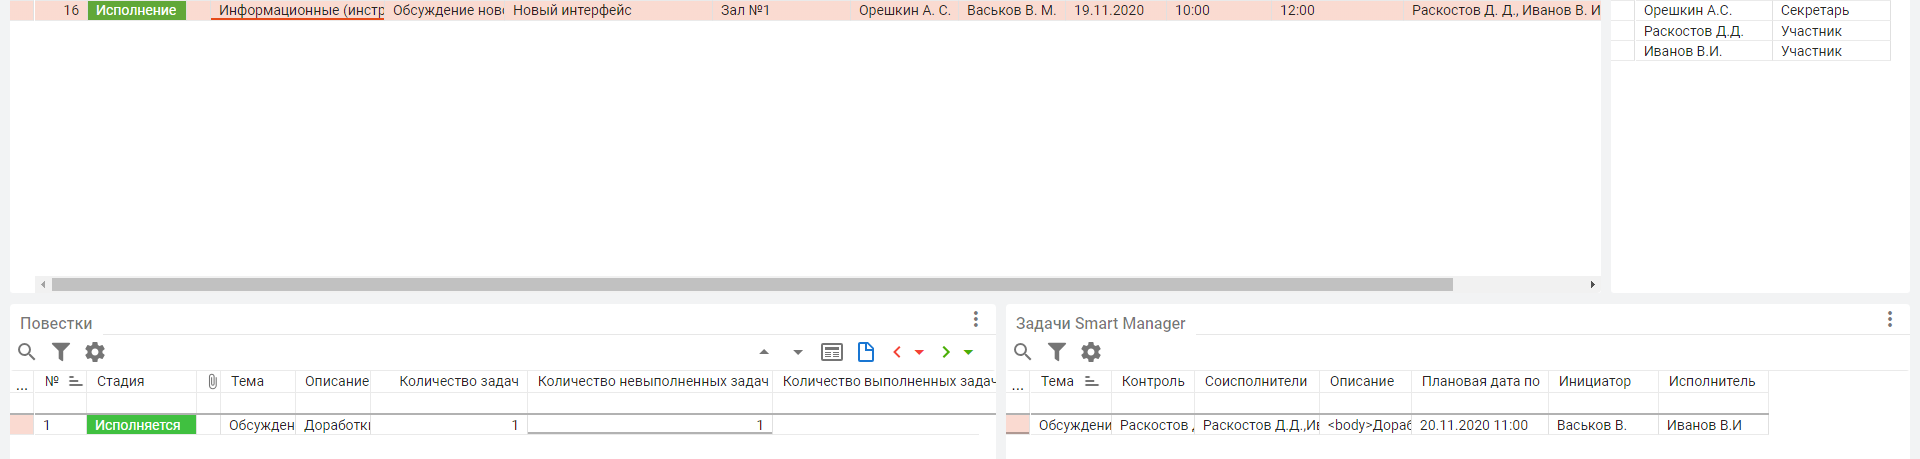 16 Исполнение Информационные (инстр Обсуждение нов Новый интерфейс Зал №1 Орешкин А. С. Васьков В. М. 19.11.2020 10:00 12:00 Раскостов Д. Д., Иванов В. И
Орешкин А.С. Секретарь
Раскостов Д.Д. Участник
Иванов В.И. Участник
Повестки
... № Стадия Тема Описание Количество задач Количество невыполненных задач Количество выполненных задач
1 Исполняется Обсужден Доработки 1 1
Задачи Smart Manager
... Тема Контроль Соисполнители Описание Плановая дата по Инициатор Исполнитель
Обсуждени Раскостов Д Раскостов Д.Д.,Ив <body>Дораб 20.11.2020 11:00 Васьков В. Иванов В.И